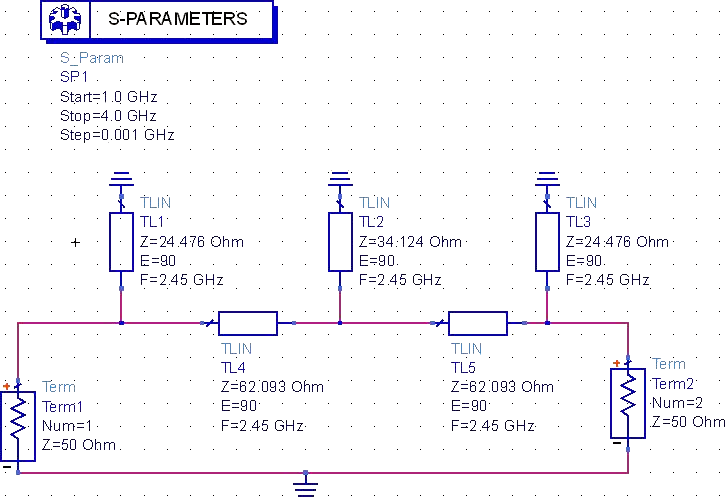 S-PARAMETERS
S_Param
SP1
Start=1.0 GHz
Stop=4.0 GHz
Step=0.001 GHz
TLIN
TL1
Z=24.476 Ohm
E=90
F=2.45 GHz
TLIN
TL2
Z=34.124 Ohm
E=90
F=2.45 GHz
TLIN
TL3
Z=24.476 Ohm
E=90
F=2.45 GHz
TLIN
TL4
Z=62.093 Ohm
E=90
F=2.45 GHz
TLIN
TL5
Z=62.093 Ohm
E=90
F=2.45 GHz
Term
Term1
Num=1
Z=50 Ohm
Term
Term2
Num=2
Z=50 Ohm